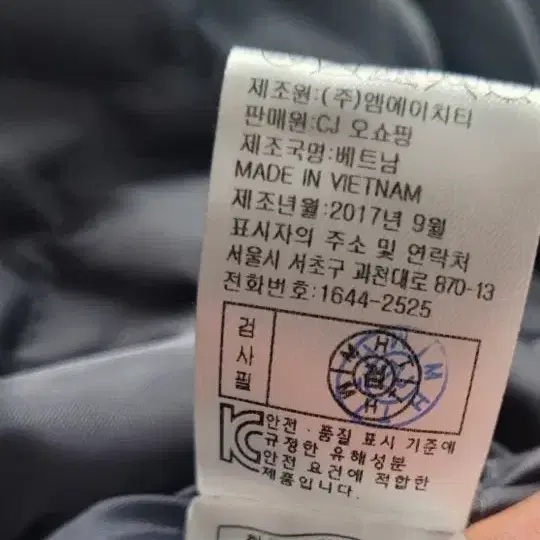 제조원:(주)엠에이치티
판매원:CJ 오쇼핑
제조국명:베트남
MADE IN VIETNAM
제조년월:2017년 9월
표시자의 주소 및 연락처
서울시 서초구 과천대로 870-13
전화번호:1644-2525
검사필
검
MHT
안전·품질 표시 기준에
규정한 유해성분
안전 요건에 적합한
제품입니다.